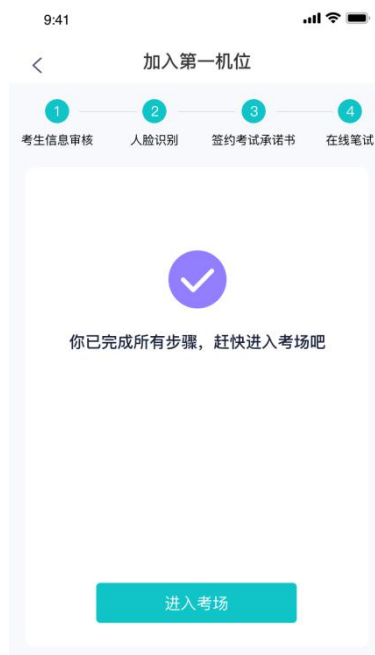 9:41
加入第一机位
1
2
3
4
考生信息审核
人脸识别
签约考试承诺书
在线笔试
你已完成所有步骤，赶快进入考场吧
进入考场